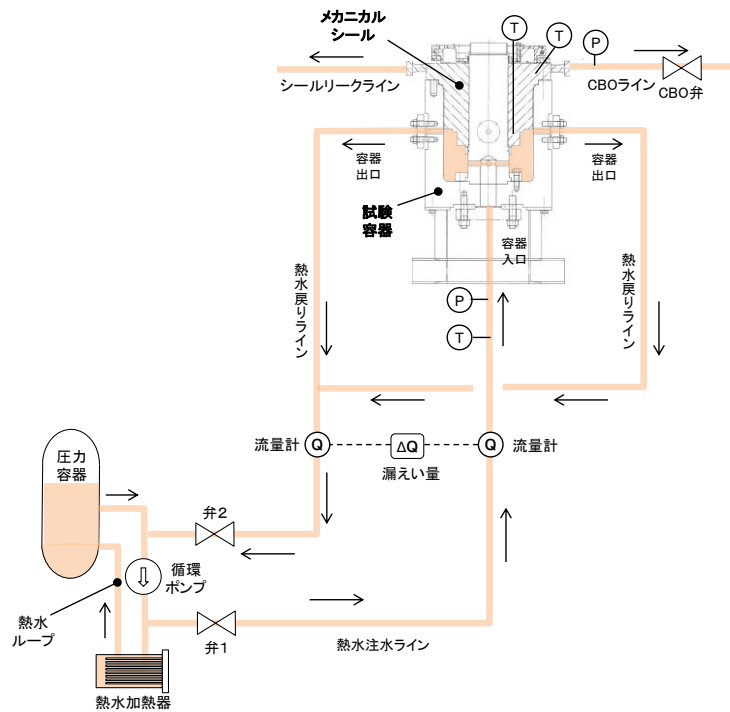 メカニカル
シール
T
T
P
シールリークライン
CBOライン
CBO弁
容器
出口
容器
出口
試験
容器
容器
入口
熱水戻りライン
熱水戻りライン
P
T
流量計
Q
ΔQ
Q
流量計
漏えい量
圧力
容器
弁2
循環
ポンプ
熱水
ループ
弁1
熱水注水ライン
熱水加熱器